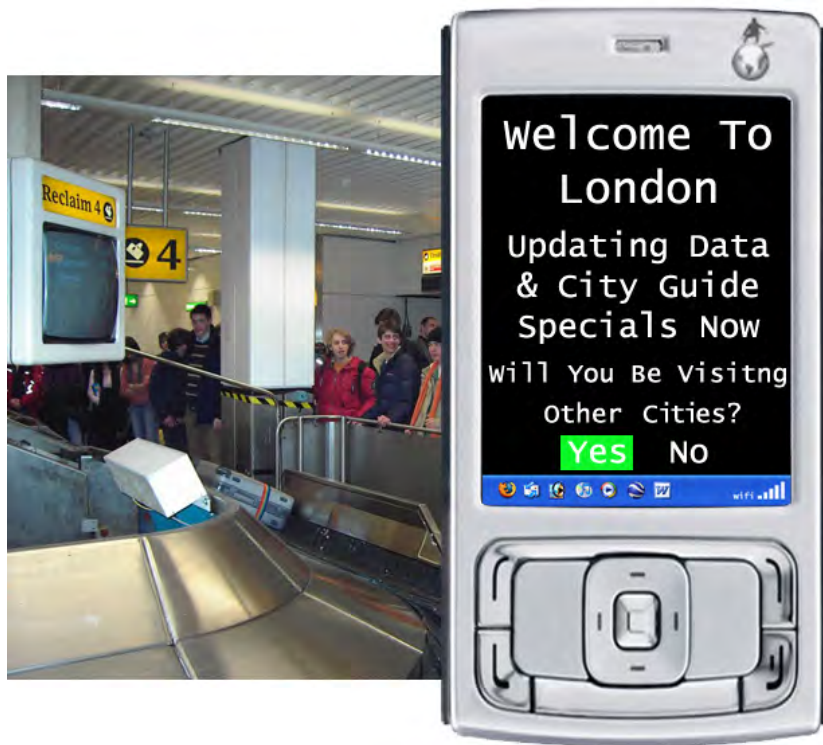 Reclaim 4
4
Welcome To
London
Updating Data
& City Guide
Specials Now
Will You Be Visitng
Other Cities?
Yes No
W
wifi